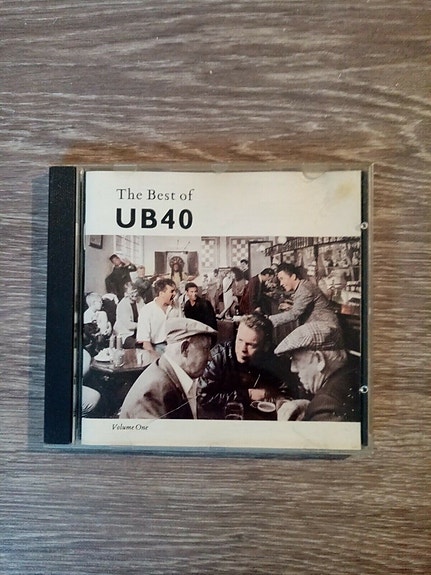 The Best of
UB40
Volume One